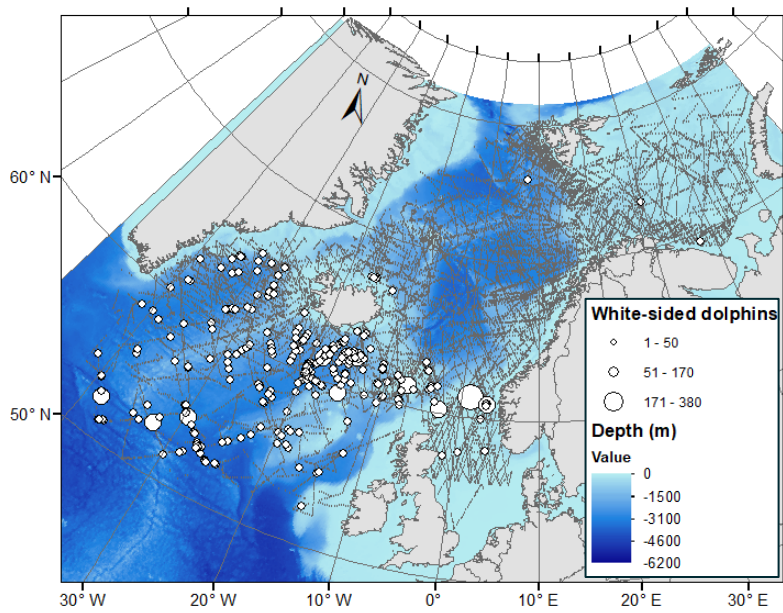 N
60° N
50° N
White-sided dolphins
1 - 50
51 - 170
171 - 380
Depth (m)
Value
0
-1500
-3100
-4600
-6200
30° W
20° W
10° W
0°
10° E
20° E
30° E